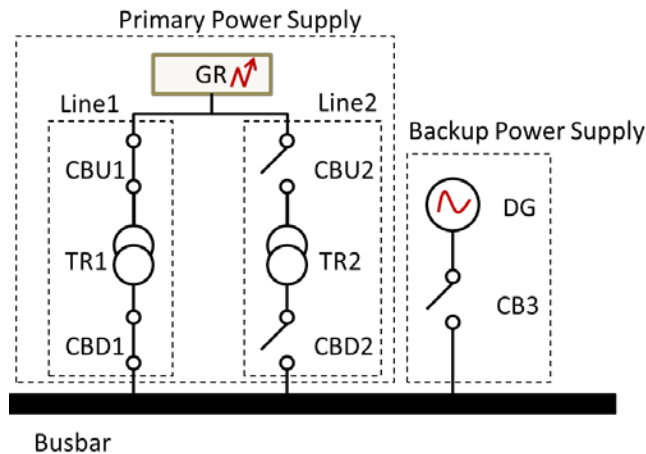 Primary Power Supply
GR
Line1
Line2
Backup Power Supply
CBU1
CBU2
DG
TR1
TR2
CB3
CBD1
CBD2
Busbar